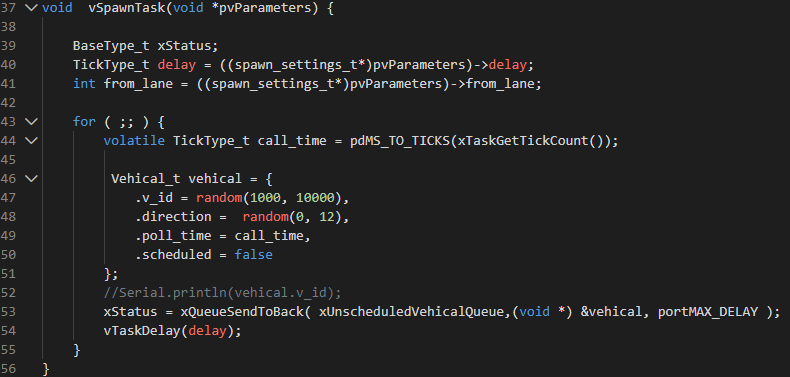 37 void  vSpawnTask(void *pvParameters) {
38
39     BaseType_t xStatus;
40     TickType_t delay = ((spawn_settings_t*)pvParameters)->delay;
41     int from_lane = ((spawn_settings_t*)pvParameters)->from_lane;
42
43     for ( ;; ) {
44         volatile TickType_t call_time = pdMS_TO_TICKS(xTaskGetTickCount());
45
46          Vehical_t vehical = {
47             .v_id = random(1000, 10000),
48             .direction =  random(0, 12),
49             .poll_time = call_time,
50             .scheduled = false
51         };
52         //Serial.println(vehical.v_id);
53         xStatus = xQueueSendToBack( xUnscheduledVehicalQueue,(void *) &vehical, portMAX_DELAY );
54         vTaskDelay(delay);
55     }
56 }